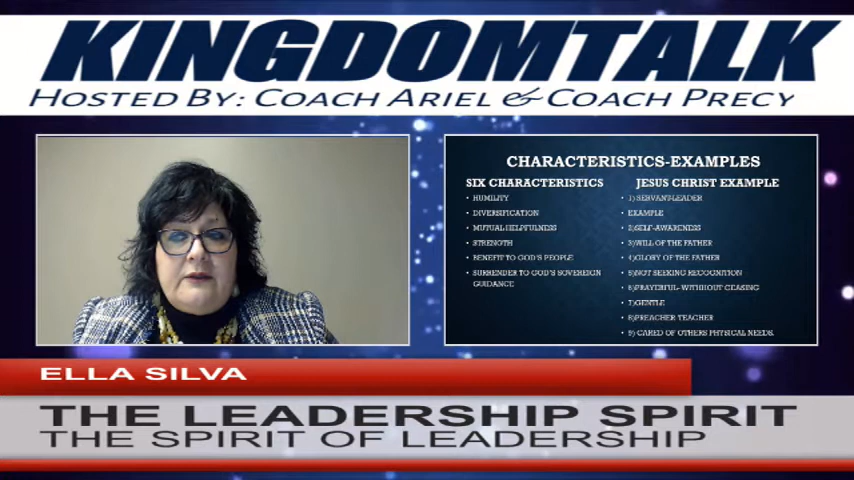 KINGDOMTALK
HOSTED BY: COACH ARIEL & COACH PRECY
CHARACTERISTICS-EXAMPLES
SIX CHARACTERISTICS
• HUMILITY
• DIVERSIFICATION
• MUTUAL HELPFULNESS
• STRENGTH
• BENEFIT TO GOD'S PEOPLE
• SURRENDER TO GOD'S SOVEREIGN
GUIDANCE
JESUS CHRIST EXAMPLE
• 1) SERVANT-LEADER
• EXAMPLE
• 2)SELF-AWARENESS
• 3)WILL OF THE FATHER
• 4)GLORY OF THE FATHER
• 5)NOT SEEKING RECOGNITION
• 6)PRAYERFUL- WITHOUT CEASING
• 7)GENTLE
• 8)PREACHER TEACHER
• 9) CARED OF OTHERS PHYSICAL NEEDS.
ELLA SILVA
THE LEADERSHIP SPIRIT
THE SPIRIT OF LEADERSHIP